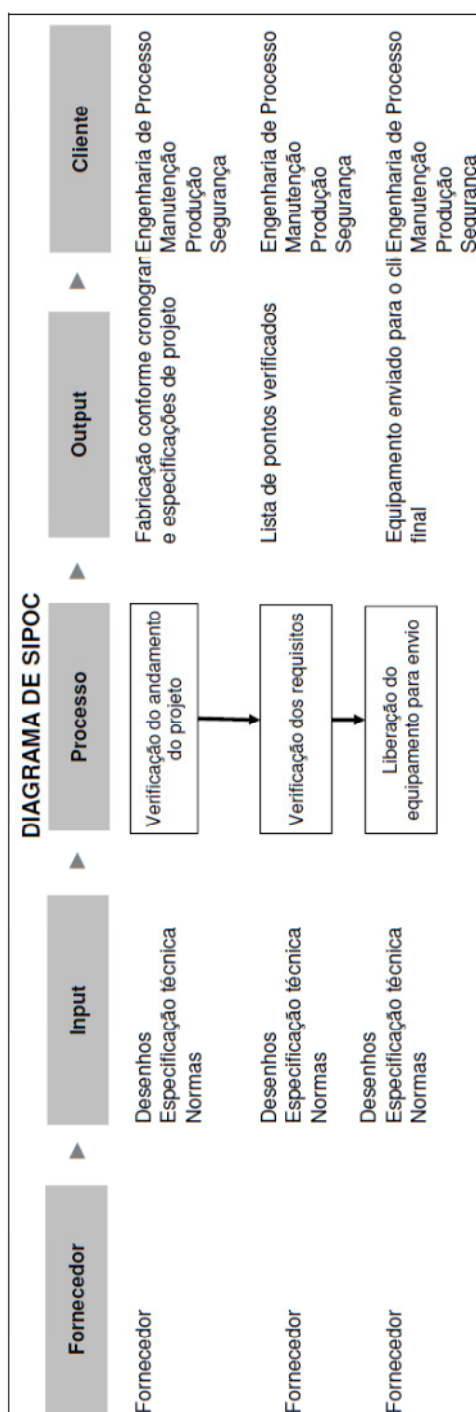 DIAGRAMA DE SIPOC
Fornecedor
Input
Processo
Output
Cliente
Fornecedor
Desenhos
Especificação técnica
Normas
Verificação do andamento
do projeto
Fabricação conforme
e especificações de projeto
Engenharia de Processo
Manutenção
Produção
Segurança
Fornecedor
Desenhos
Especificação técnica
Normas
Verificação dos requisitos
Lista de pontos verificados
Engenharia de Processo
Manutenção
Produção
Segurança
Fornecedor
Desenhos
Especificação técnica
Normas
Liberação do
equipamento para envio
Equipamento enviado para o
final
Engenharia de Processo
Manutenção
Produção
Segurança